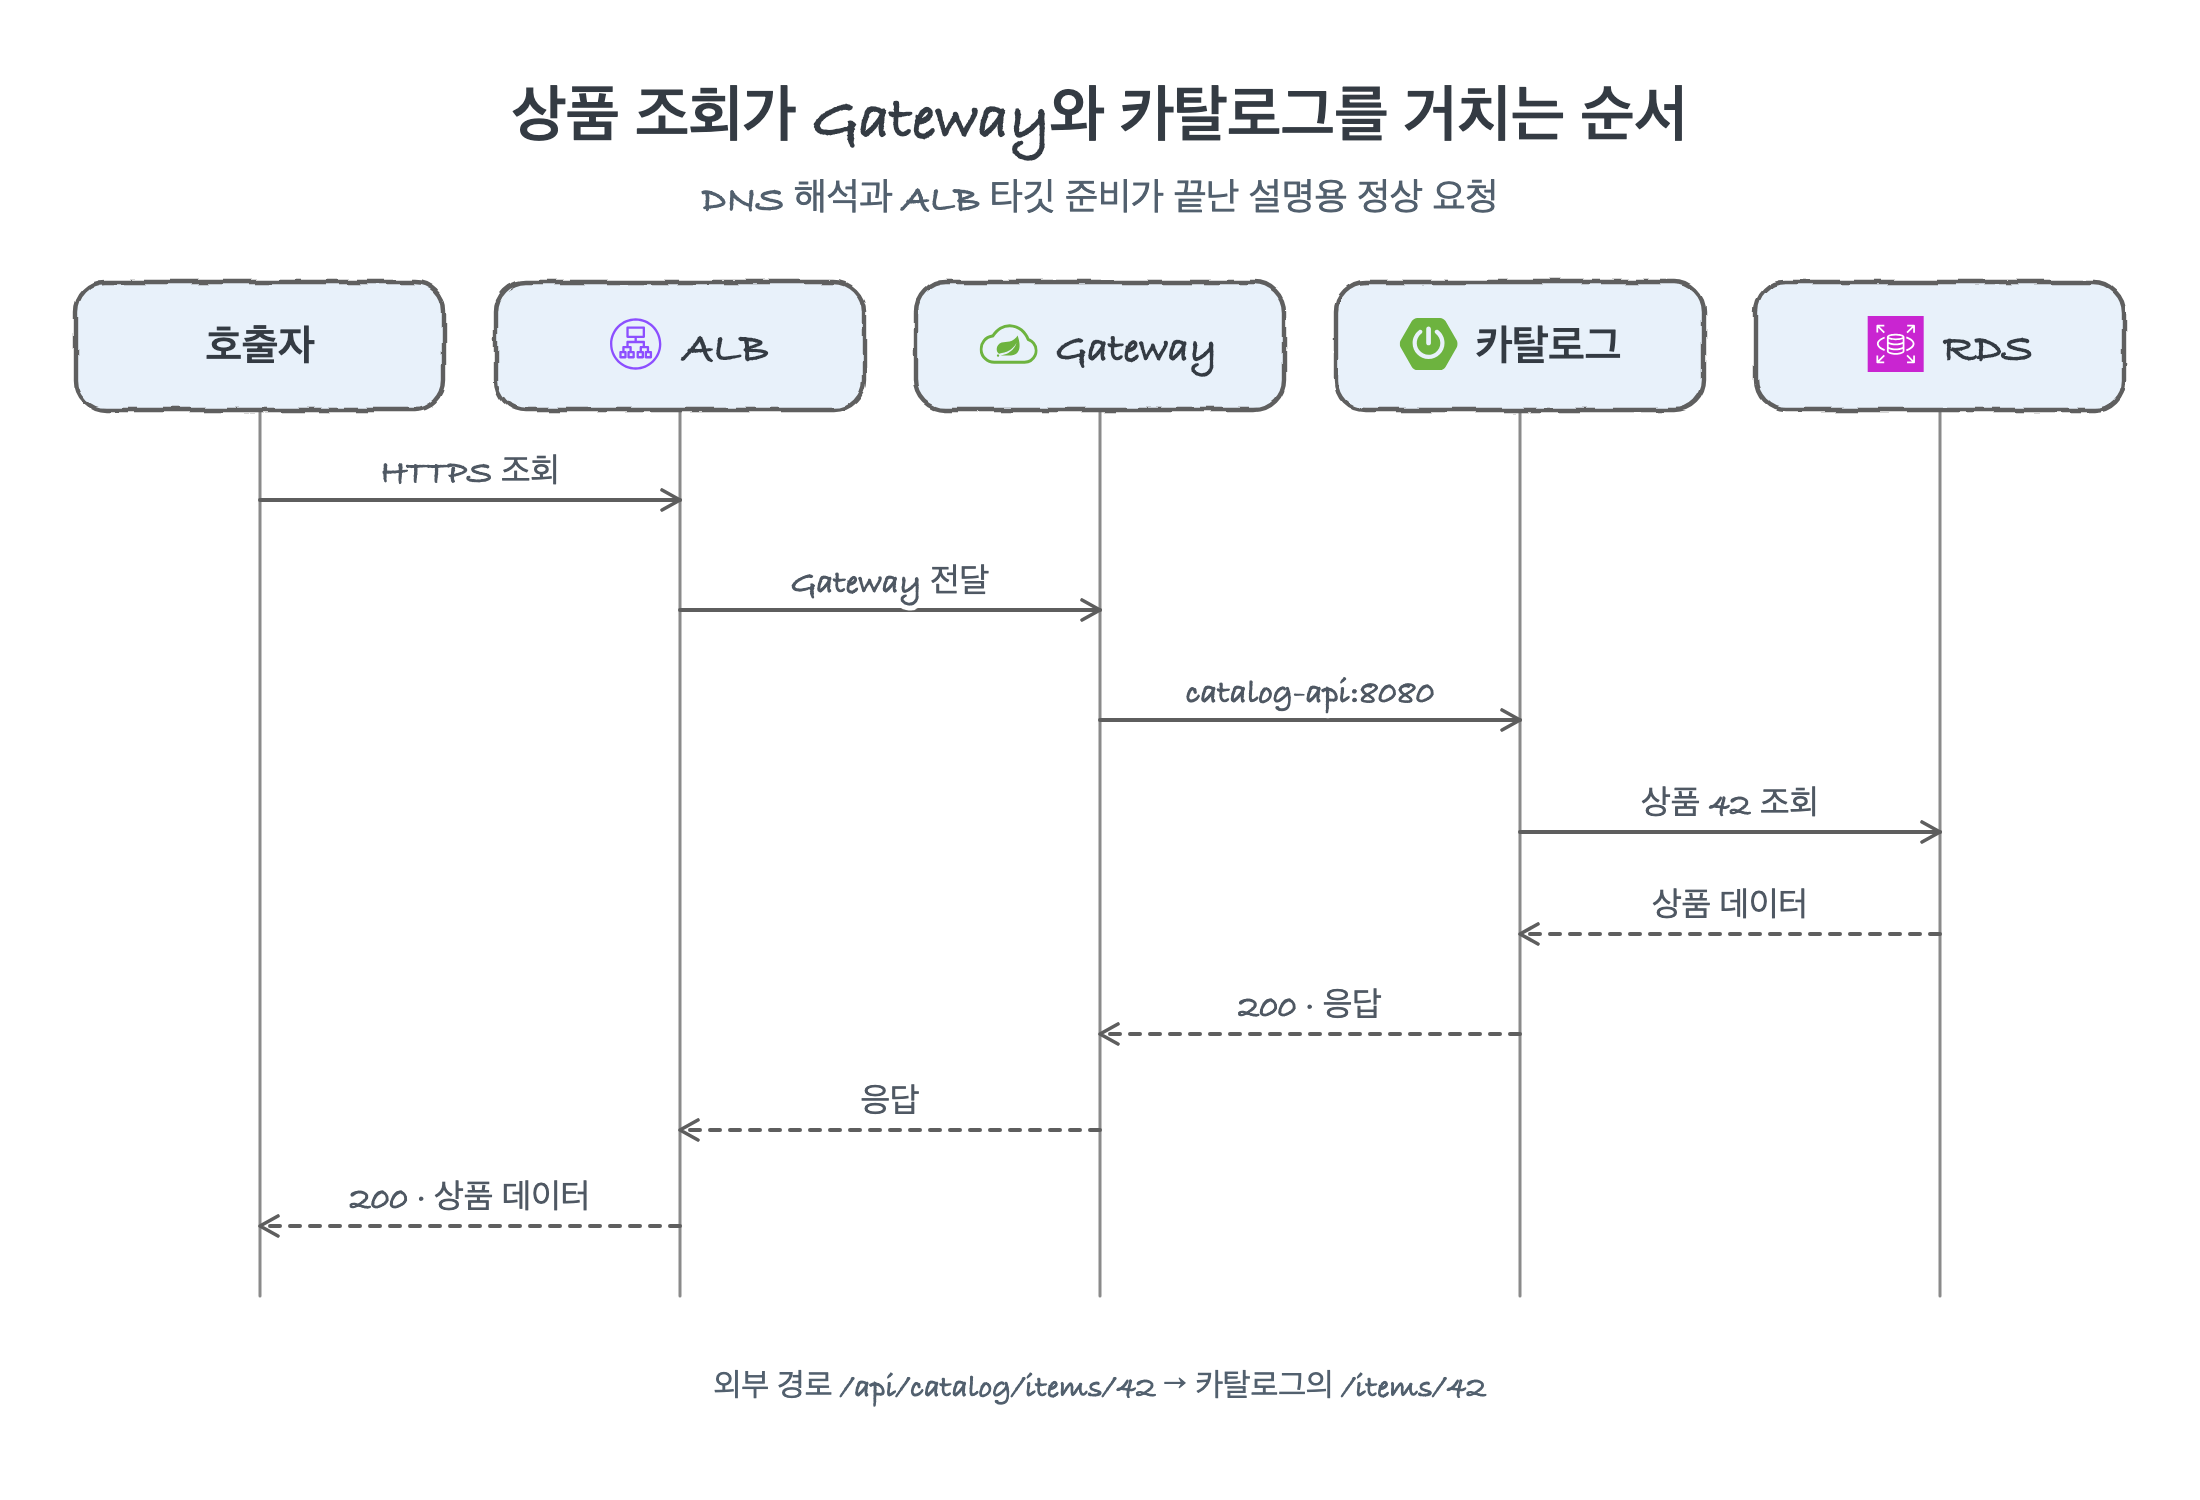 상품 조회가 Gateway와 카탈로그를 거치는 순서
DNS 해석과 ALB 타깃 준비가 끝난 설명용 정상 요청
호출자
ALB
Gateway
카탈로그
RDS
HTTPS 조회
Gateway 전달
catalog-api:8080
상품 42 조회
상품 데이터
200 · 응답
응답
200 · 상품 데이터
외부 경로 /api/catalog/items/42 → 카탈로그의 /items/42